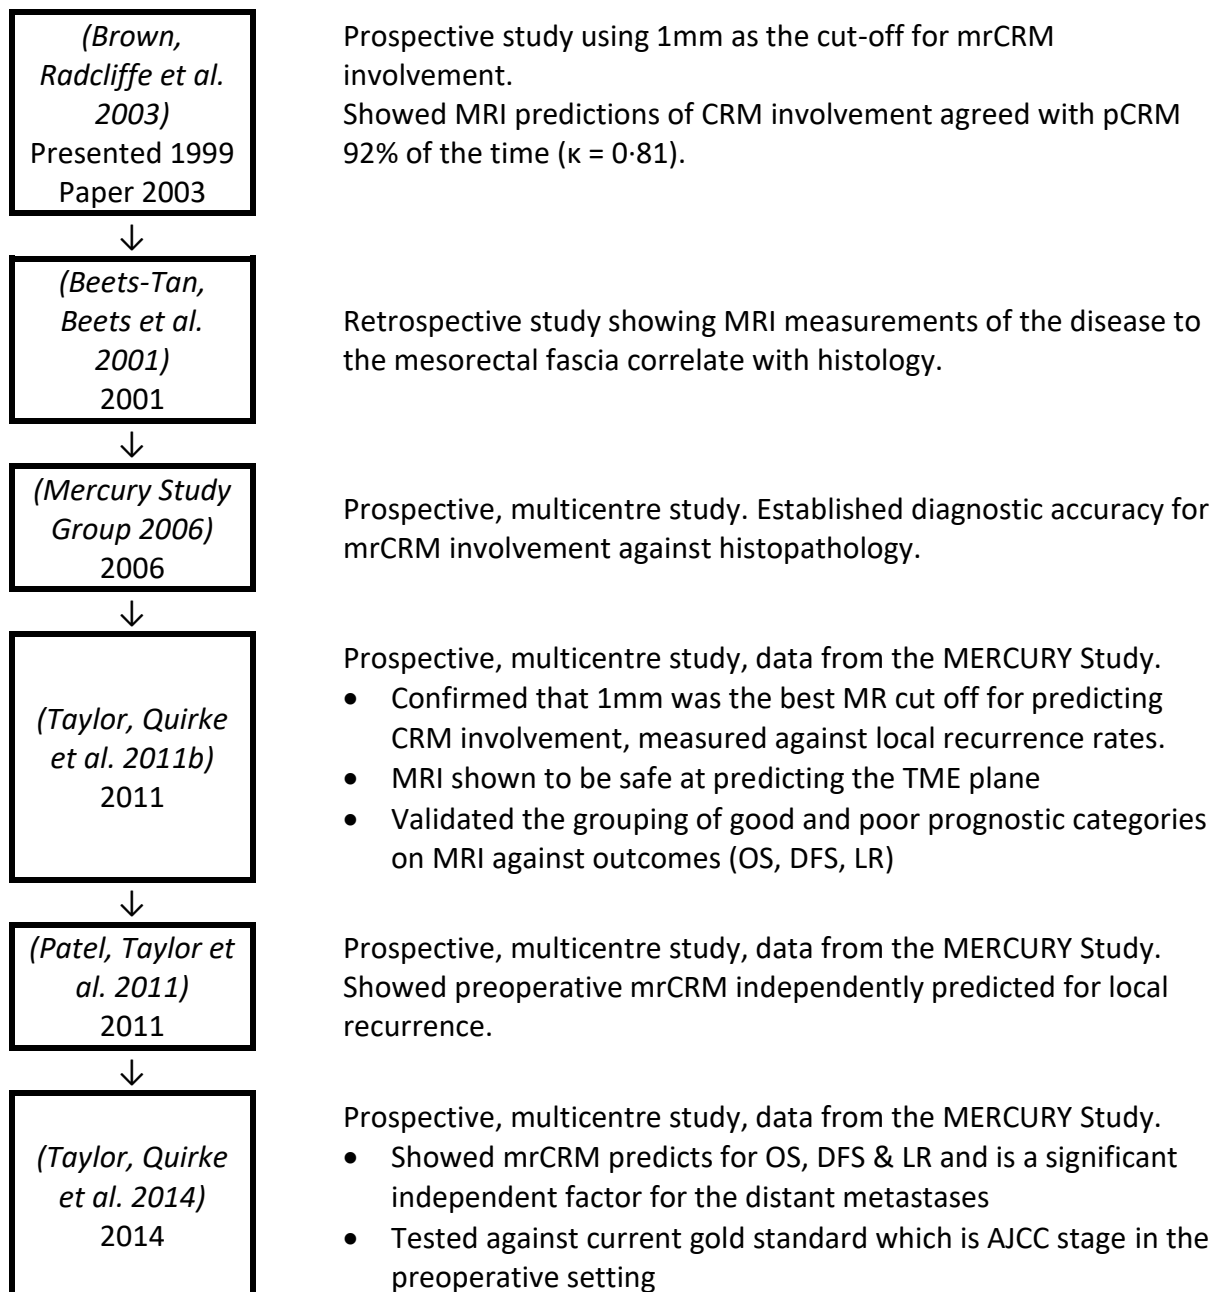 (Brown,
Radcliffe et al.
2003)
Presented 1999
Paper 2003
Prospective study using 1mm as the cut-off for mrCRM
involvement.
Showed MRI predictions of CRM involvement agreed with pCRM
92% of the time (κ = 0·81).
↓
(Beets-Tan,
Beets et al.
2001)
2001
Retrospective study showing MRI measurements of the disease to
the mesorectal fascia correlate with histology.
↓
(Mercury Study
Group 2006)
2006
Prospective, multicentre study. Established diagnostic accuracy for
mrCRM involvement against histopathology.
↓
(Taylor, Quirke
et al. 2011b)
2011
Prospective, multicentre study, data from the MERCURY Study.
• Confirmed that 1mm was the best MR cut off for predicting
CRM involvement, measured against local recurrence rates.
• MRI shown to be safe at predicting the TME plane
• Validated the grouping of good and poor prognostic categories
on MRI against outcomes (OS, DFS, LR)
↓
(Patel, Taylor et
al. 2011)
2011
Prospective, multicentre study, data from the MERCURY Study.
Showed preoperative mrCRM independently predicted for local
recurrence.
↓
(Taylor, Quirke
et al. 2014)
2014
Prospective, multicentre study, data from the MERCURY Study.
• Showed mrCRM predicts for OS, DFS & LR and is a significant
independent factor for the distant metastases
• Tested against current gold standard which is AJCC stage in the
preoperative setting